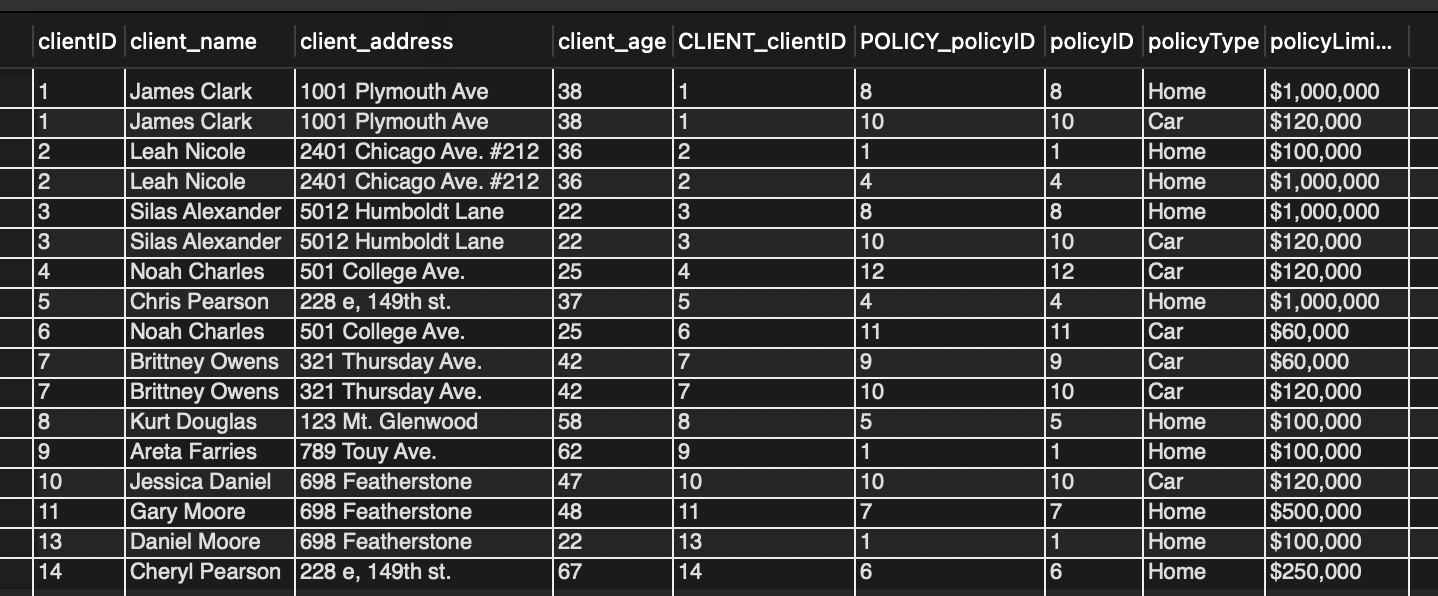 clientID client_name client_address client_age CLIENT_clientID POLICY_policyID policyID policyType policyLimi...
1 James Clark 1001 Plymouth Ave 38 1 8 8 Home $1,000,000
1 James Clark 1001 Plymouth Ave 38 1 10 10 Car $120,000
2 Leah Nicole 2401 Chicago Ave. #212 36 2 1 1 Home $100,000
2 Leah Nicole 2401 Chicago Ave. #212 36 2 4 4 Home $1,000,000
3 Silas Alexander 5012 Humboldt Lane 22 3 8 8 Home $1,000,000
3 Silas Alexander 5012 Humboldt Lane 22 3 10 10 Car $120,000
4 Noah Charles 501 College Ave. 25 4 12 12 Car $120,000
5 Chris Pearson 228 e, 149th st. 37 5 4 4 Home $1,000,000
6 Noah Charles 501 College Ave. 25 6 11 11 Car $60,000
7 Brittney Owens 321 Thursday Ave. 42 7 9 9 Car $60,000
7 Brittney Owens 321 Thursday Ave. 42 7 10 10 Car $120,000
8 Kurt Douglas 123 Mt. Glenwood 58 8 5 5 Home $100,000
9 Areta Farries 789 Touy Ave. 62 9 1 1 Home $100,000
10 Jessica Daniel 698 Featherstone 47 10 10 10 Car $120,000
11 Gary Moore 698 Featherstone 48 11 7 7 Home $500,000
13 Daniel Moore 698 Featherstone 22 13 1 1 Home $100,000
14 Cheryl Pearson 228 e, 149th st. 67 14 6 6 Home $250,000